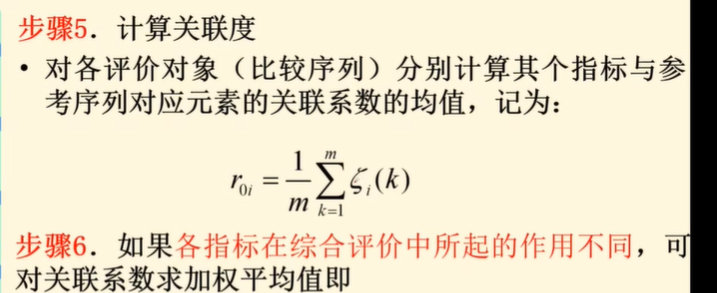 步骤5．计算关联度
• 对各评价对象（比较序列）分别计算其个指标与参
考序列对应元素的关联系数的均值，记为：
r_{0i} = \frac{1}{m} \sum_{k=1}^{m} ζ_i(k)
步骤6．如果各指标在综合评价中所起的作用不同，可
对关联系数求加权平均值即